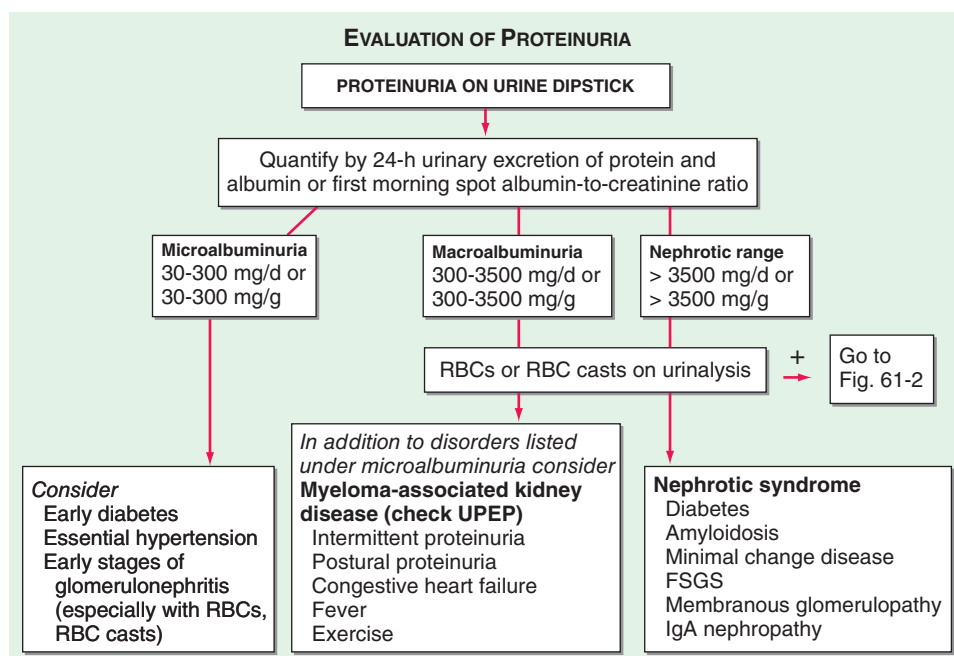 EVALUATION OF PROTEINURIA
PROTEINURIA ON URINE DIPSTICK
Quantify by 24-h urinary excretion of protein and
albumin or first morning spot albumin-to-creatinine ratio
Microalbuminuria
30-300 mg/d or
30-300 mg/g
Macroalbuminuria
300-3500 mg/d or
300-3500 mg/g
Nephrotic range
> 3500 mg/d or
> 3500 mg/g
RBCs or RBC casts on urinalysis
+
Go to
Fig. 61-2
Consider
Early diabetes
Essential hypertension
Early stages of
glomerulonephritis
(especially with RBCs,
RBC casts)
In addition to disorders listed
under microalbuminuria consider
Myeloma-associated kidney
disease (check UPEP)
Intermittent proteinuria
Postural proteinuria
Congestive heart failure
Fever
Exercise
Nephrotic syndrome
Diabetes
Amyloidosis
Minimal change disease
FSGS
Membranous glomerulopathy
IgA nephropathy